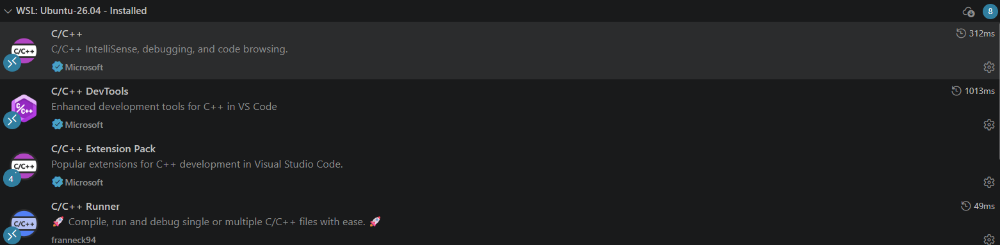 WSL: Ubuntu-26.04 - Installed
8
C/C++
312ms
C/C++ IntelliSense, debugging, and code browsing.
C/C++
Microsoft
C/C++ DevTools
1013ms
Enhanced development tools for C++ in VS Code
C/C++
Microsoft
C/C++ Extension Pack
Popular extensions for C++ development in Visual Studio Code.
C/C++
4
Microsoft
C/C++ Runner
49ms
🚀 Compile, run and debug single or multiple C/C++ files with ease. 🚀
C/C++
franneck94